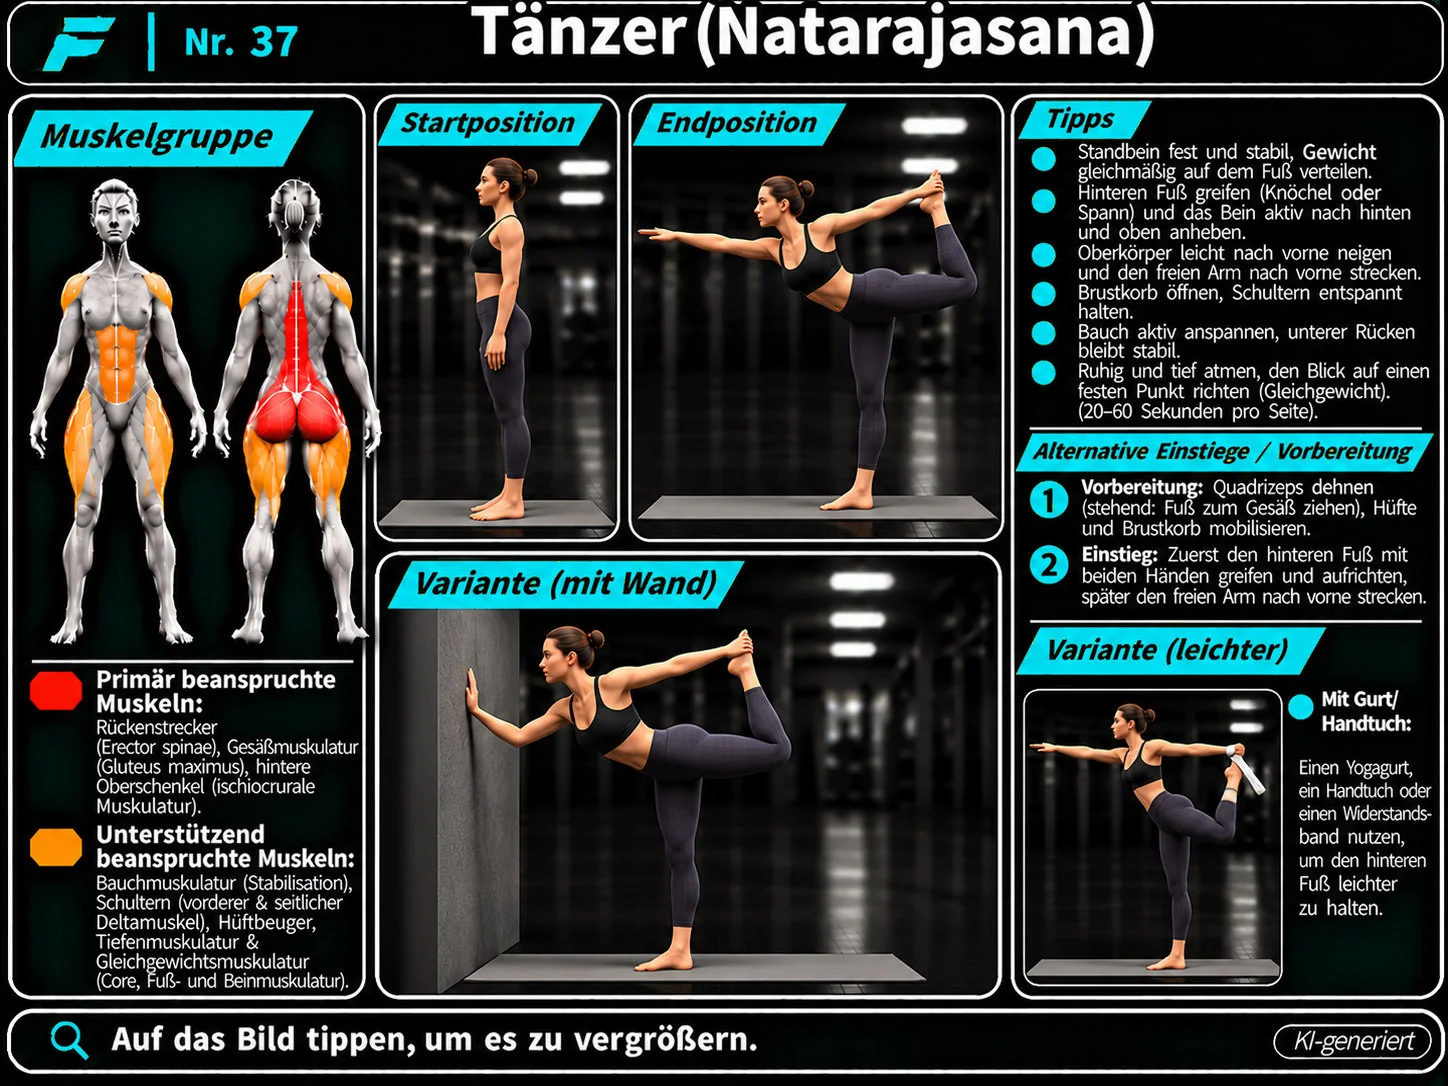 F | Nr. 37
Tänzer (Natarajasana)
Muskelgruppe
Primär beanspruchte
Muskeln:
Rückenstrecker
(Erector spinae), Gesäßmuskulatur
(Gluteus maximus), hintere
Oberschenkel (ischiocrurale
Muskulatur).
Unterstützend
beanspruchte Muskeln:
Bauchmuskulatur (Stabilisation),
Schultern (vorderer & seitlicher
Deltamuskel), Hüftbeuger,
Tiefenmuskulatur &
Gleichgewichtsmuskulatur
(Core, Fuß- und Beinmuskulatur).
Startposition
Endposition
Variante (mit Wand)
Tipps
Standbein fest und stabil, Gewicht
gleichmäßig auf dem Fuß verteilen.
Hinteren Fuß greifen (Knöchel oder
Spann) und das Bein aktiv nach hinten
und oben anheben.
Oberkörper leicht nach vorne neigen
und den freien Arm nach vorne strecken.
Brustkorb öffnen, Schultern entspannt
halten.
Bauch aktiv anspannen, unterer Rücken
bleibt stabil.
Ruhig und tief atmen, den Blick auf einen
festen Punkt richten (Gleichgewicht).
(20–60 Sekunden pro Seite).
Alternative Einstiege / Vorbereitung
1 Vorbereitung: Quadrizeps dehnen
(stehend: Fuß zum Gesäß ziehen), Hüfte
und Brustkorb mobilisieren.
2 Einstieg: Zuerst den hinteren Fuß mit
beiden Händen greifen und aufrichten,
später den freien Arm nach vorne strecken.
Variante (leichter)
Mit Gurt/
Handtuch:
Einen Yogagurt,
ein Handtuch oder
einen Widerstands-
band nutzen,
um den hinteren
Fuß leichter
zu halten.
Auf das Bild tippen, um es zu vergrößern.
KI-generiert